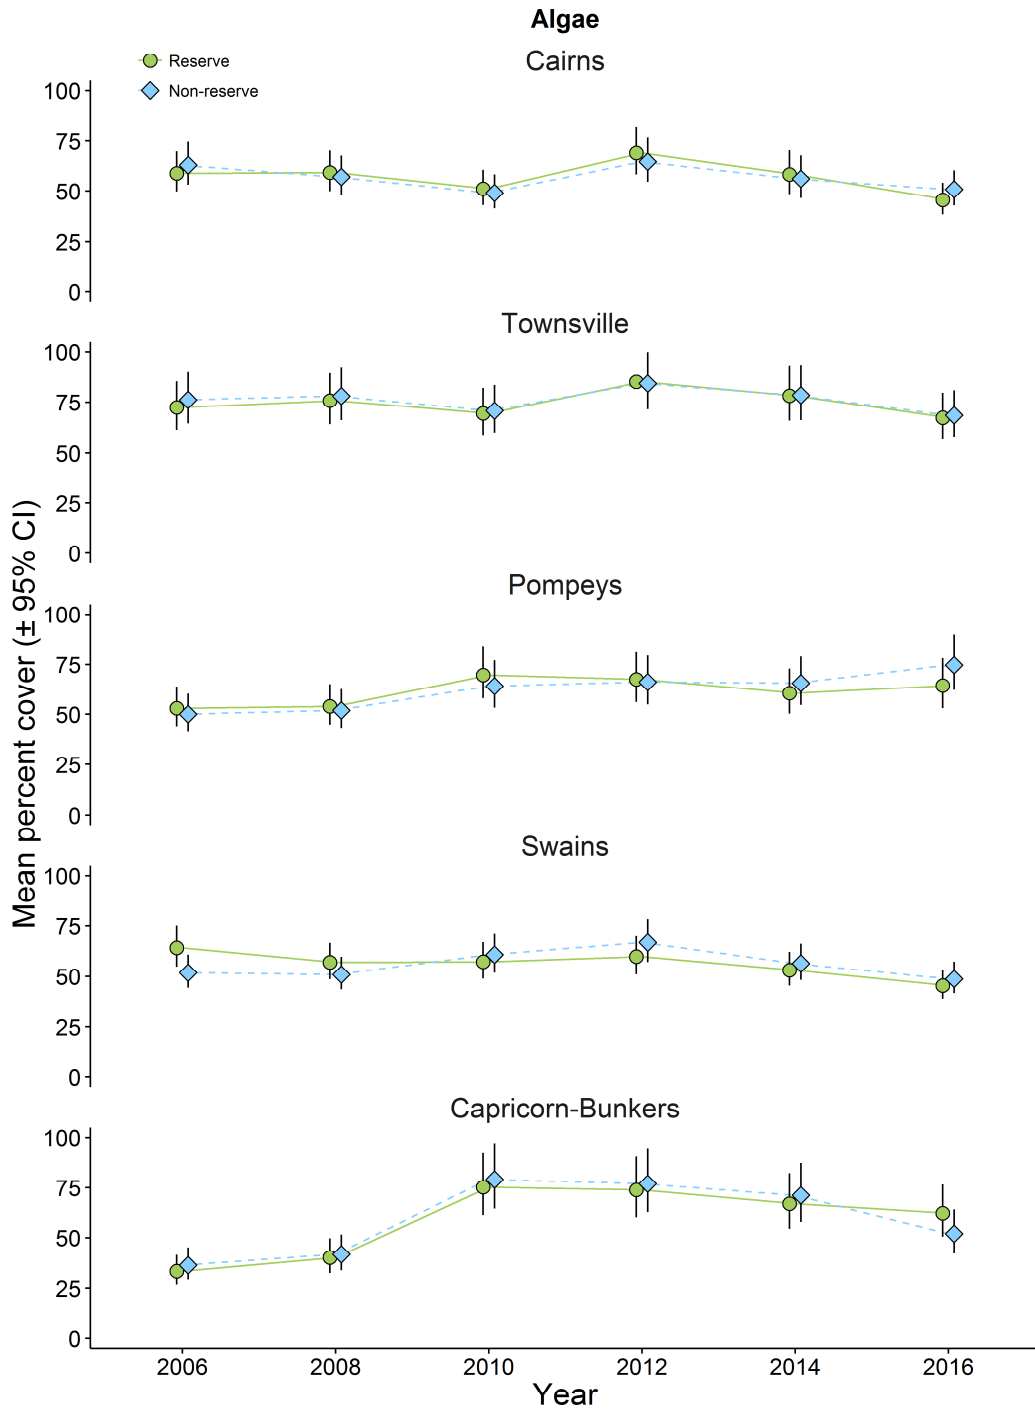 Algae
Cairns
Reserve
Non-reserve
100
75
50
25
0
Townsville
100
75
50
25
0
Pompeys
100
75
50
25
0
Swains
100
75
50
25
0
Capricorn-Bunkers
100
75
50
25
0
Mean percent cover (± 95% CI)
2006 2008 2010 2012 2014 2016
Year